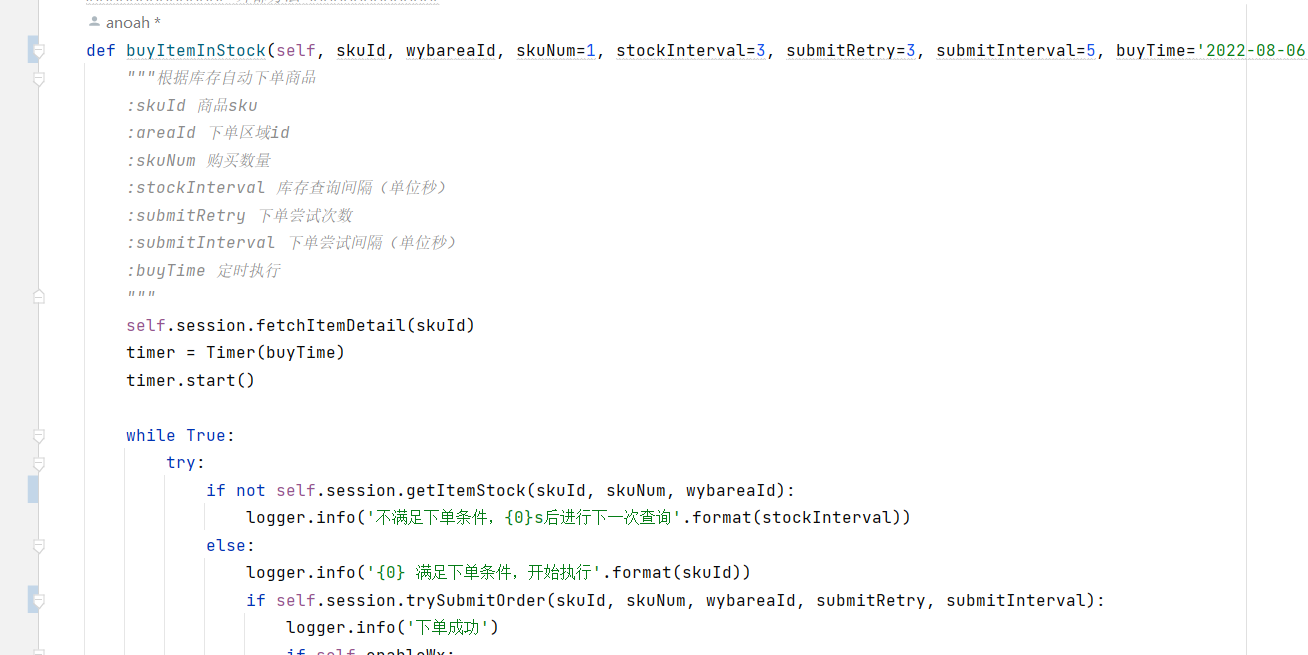 anoah *
def buyItemInStock(self, skuId, wybareaId, skuNum=1, stockInterval=3, submitRetry=3, submitInterval=5, buyTime='2022-08-06
"""根据库存自动下单商品
:skuId 商品sku
:areaId 下单区域id
:skuNum 购买数量
:stockInterval 库存查询间隔（单位秒）
:submitRetry 下单尝试次数
:submitInterval 下单尝试间隔（单位秒）
:buyTime 定时执行
"""
self.session.fetchItemDetail(skuId)
timer = Timer(buyTime)
timer.start()
while True:
try:
if not self.session.getItemStock(skuId, skuNum, wybareaId):
logger.info('不满足下单条件，{0}s后进行下一次查询'.format(stockInterval))
else:
logger.info('{0} 满足下单条件，开始执行'.format(skuId))
if self.session.trySubmitOrder(skuId, skuNum, wybareaId, submitRetry, submitInterval):
logger.info('下单成功')
if self.enableWx: